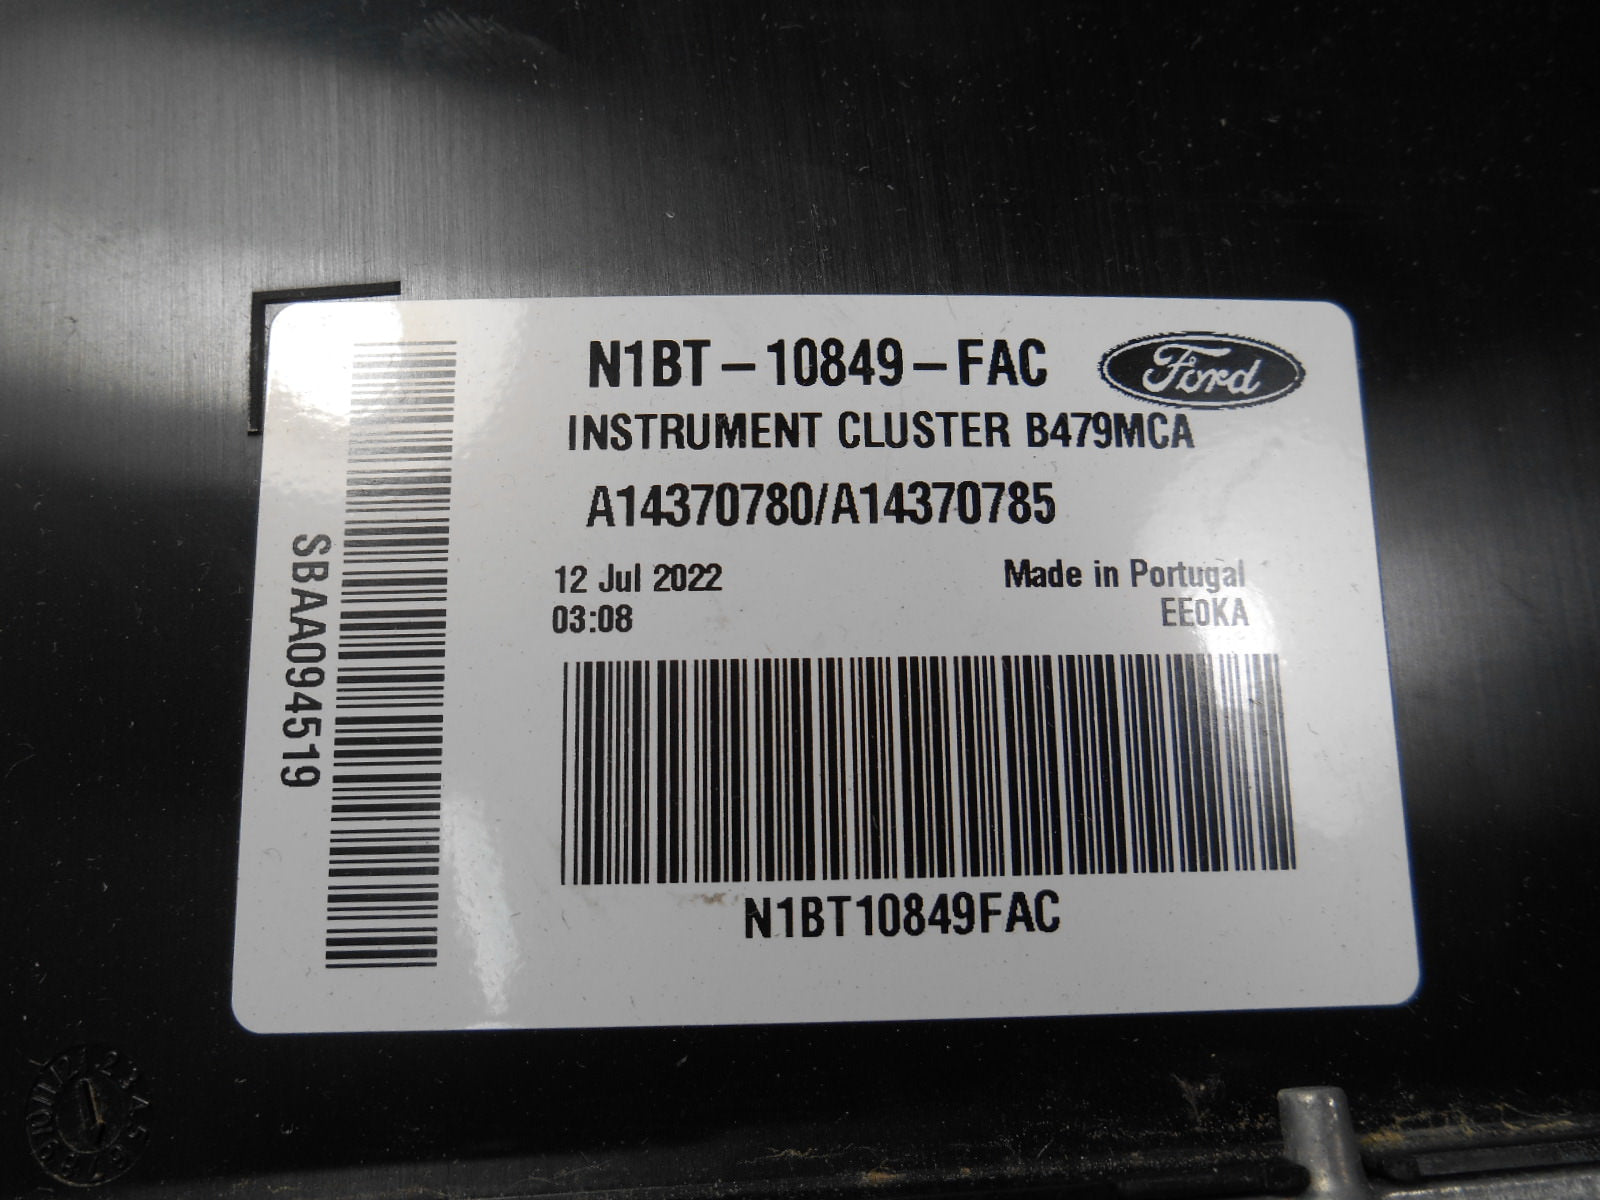 N1BT-10849-FAC
Ford
INSTRUMENT CLUSTER B479MCA
A14370780/A14370785
12 Jul 2022
03:08
Made in Portugal
EE0KA
SBAA094519
N1BT10849FAC